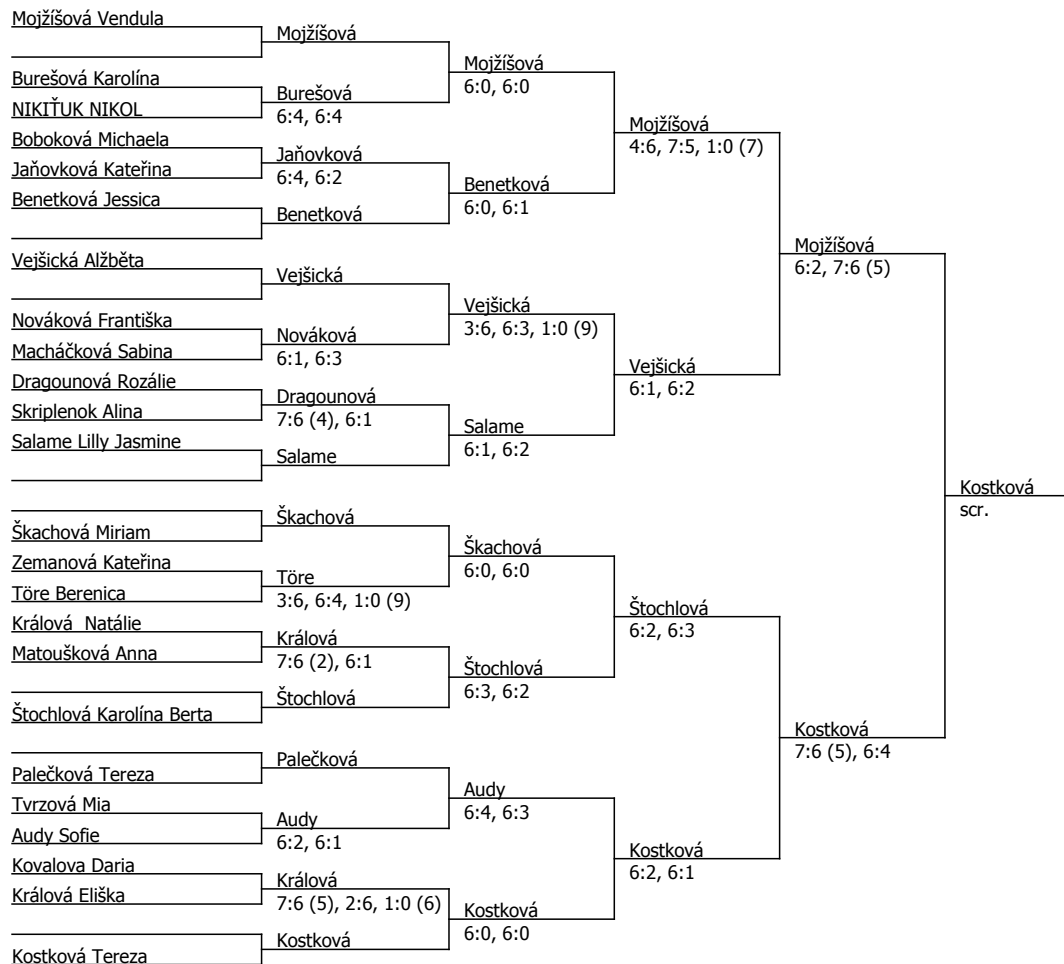 Mojžíšová Vendula
Burešová Karolína
NIKIŤUK NIKOL
Boboková Michaela
Jaňovková Kateřina
Benetková Jessica
Vejšická Alžběta
Nováková Františka
Macháčková Sabina
Dragounová Rozálie
Skriplenok Alina
Salame Lilly Jasmine
Škachová Miriam
Zemanová Kateřina
Töre Berenica
Králová  Natálie
Matoušková Anna
Štochlová Karolína Berta
Palečková Tereza
Tvrzová Mia
Audy Sofie
Kovalova Daria
Králová Eliška
Kostková Tereza
Mojžíšová
Burešová
6:4, 6:4
Jaňovková
6:4, 6:2
Benetková
Vejšická
Nováková
6:1, 6:3
Dragounová
7:6 (4), 6:1
Salame
Škachová
Töre
3:6, 6:4, 1:0 (9)
Králová
7:6 (2), 6:1
Štochlová
Palečková
Audy
6:2, 6:1
Králová
7:6 (5), 2:6, 1:0 (6)
Kostková
Mojžíšová
6:0, 6:0
Benetková
6:0, 6:1
Vejšická
3:6, 6:3, 1:0 (9)
Salame
6:1, 6:2
Škachová
6:0, 6:0
Štochlová
6:3, 6:2
Audy
6:4, 6:3
Kostková
6:0, 6:0
Mojžíšová
4:6, 7:5, 1:0 (7)
Vejšická
6:1, 6:2
Štochlová
6:2, 6:3
Kostková
6:2, 6:1
Mojžíšová
6:2, 7:6 (5)
Kostková
7:6 (5), 6:4
Kostková
scr.